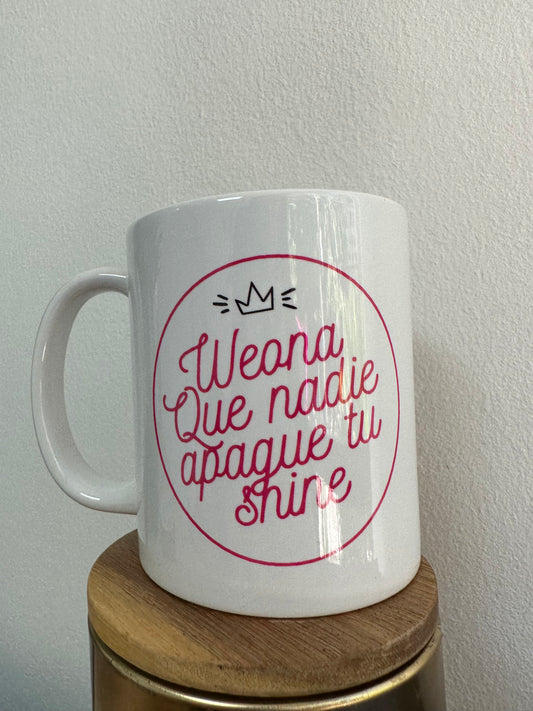 Weona
Que nadie
apague tu
shine